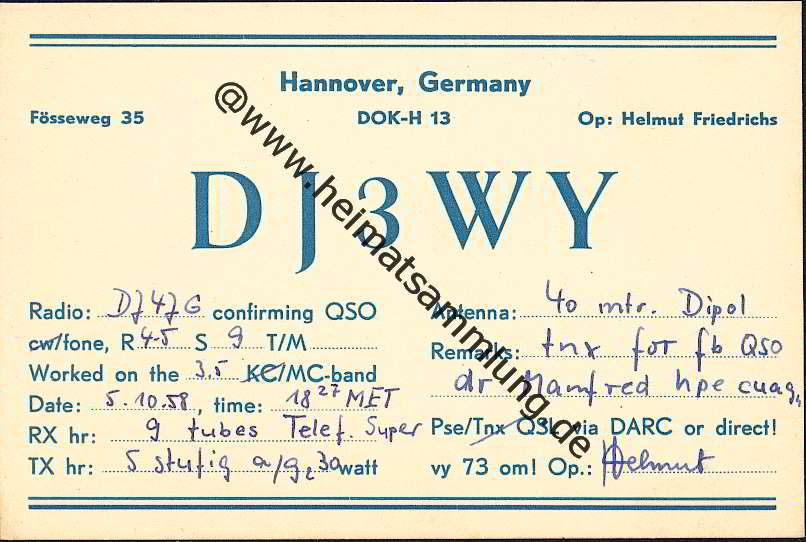 Hannover, Germany
Fösseweg 35 DOK-H 13 Op: Helmut Friedrichs
DJ3WY
Radio: DJ4JG confirming QSO
cw/fone, R 4-5 S 9 T/M
Worked on the 3,5 KC/MC-band
Date: 5.10.58, time: 18 27 MET
RX hr: 9 tubes Telef. Super
TX hr: 5 stufig a/g2 30 watt
Antenna: 40 mtr. Dipol
Remarks: tnx for fb QSO
dr Manfred hpe cuagn
Pse/Tnx QSL via DARC or direct!
vy 73 om! Op.: Helmut
@www.heimatsammlung.de